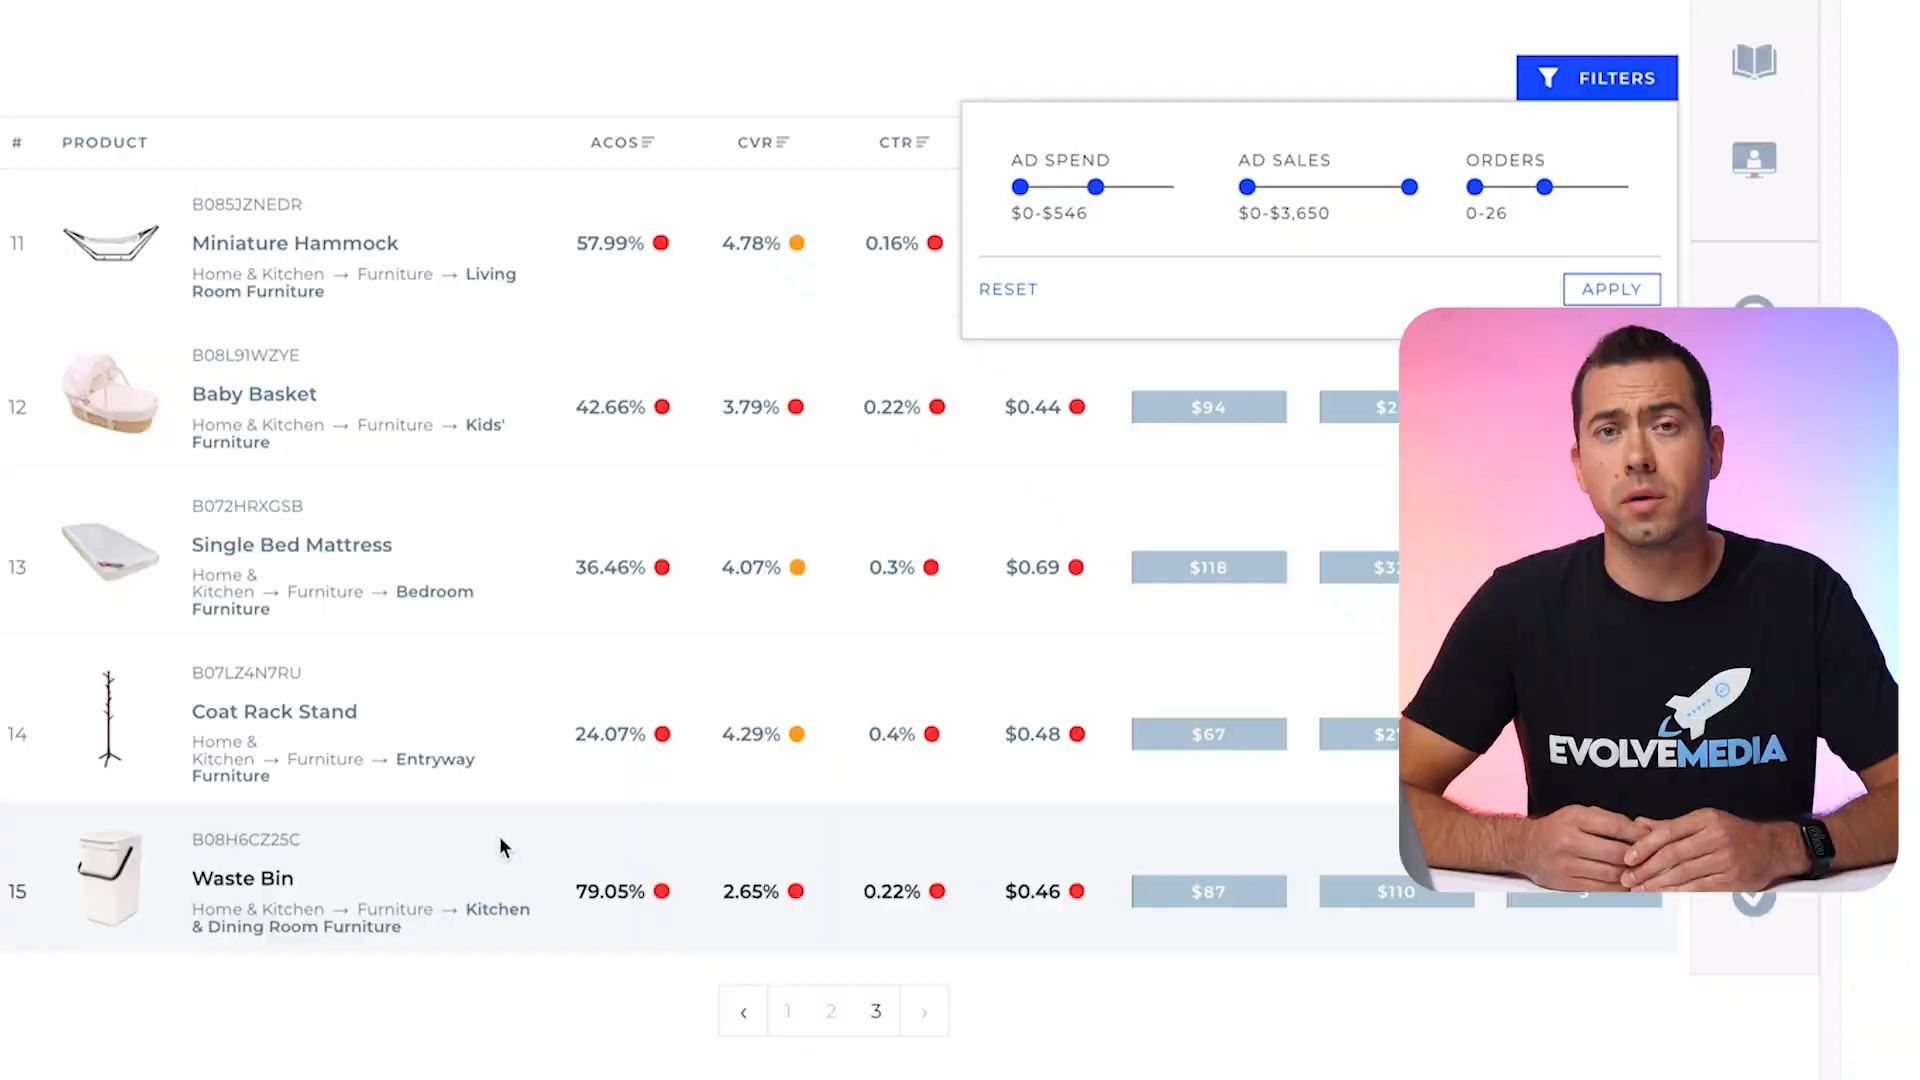 FILTERS
# PRODUCT ACOS CVR CTR
AD SPEND AD SALES ORDERS
$0-$546 $0-$3,650 0-26
RESET APPLY
B085JZNEDR
11 Miniature Hammock 57.99% 4.78% 0.16%
Home & Kitchen → Furniture → Living
Room Furniture
B08L91WZYE
12 Baby Basket 42.66% 3.79% 0.22% $0.44 $94
Home & Kitchen → Furniture → Kids'
Furniture
B072HRXGSB
13 Single Bed Mattress 36.46% 4.07% 0.3% $0.69 $118
Home &
Kitchen → Furniture → Bedroom
Furniture
B07LZ4N7RU
14 Coat Rack Stand 24.07% 4.29% 0.4% $0.48 $67
Home &
Kitchen → Furniture → Entryway
Furniture
B08H6CZ25C
15 Waste Bin 79.05% 2.65% 0.22% $0.46 $87 $110
Home & Kitchen → Furniture → Kitchen
& Dining Room Furniture
‹ 1 2 3 ›
EVOLVEMEDIA